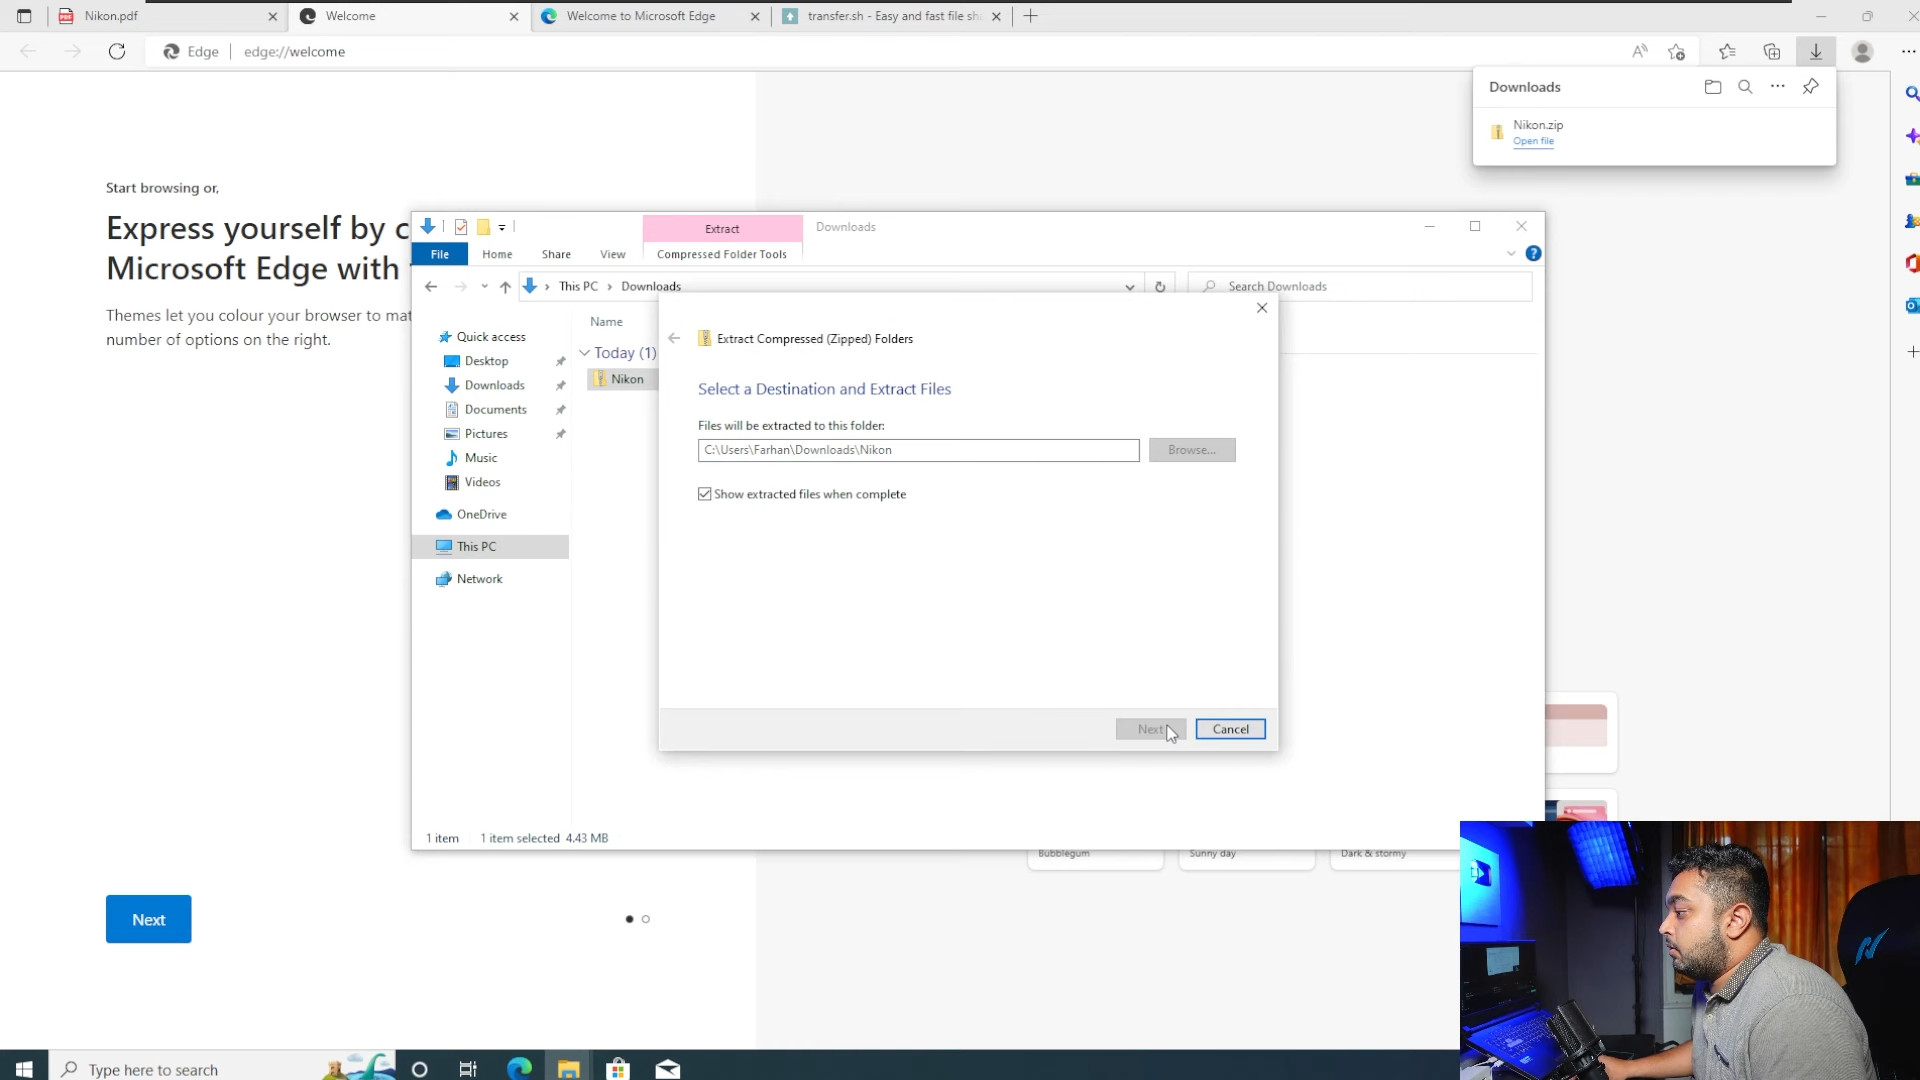 Nikon.pdf
Welcome
Welcome to Microsoft Edge
transfer.sh - Easy and fast file sh
Edge
edge://welcome
Downloads
Nikon.zip
Open file
Start browsing or,
Express yourself by c
Microsoft Edge with
Themes let you colour your browser to mat
number of options on the right.
Extract
Downloads
File
Home
Share
View
Compressed Folder Tools
This PC
Downloads
Search Downloads
Name
Quick access
Desktop
Downloads
Documents
Pictures
Music
Videos
OneDrive
This PC
Network
Today (1)
Nikon
Extract Compressed (Zipped) Folders
Select a Destination and Extract Files
Files will be extracted to this folder:
C:\Users\Farhan\Downloads\Nikon
Browse...
Show extracted files when complete
Next
Cancel
1 item
1 item selected 4.43 MB
Bubblegum
Sunny day
Dark & stormy
Next
Type here to search